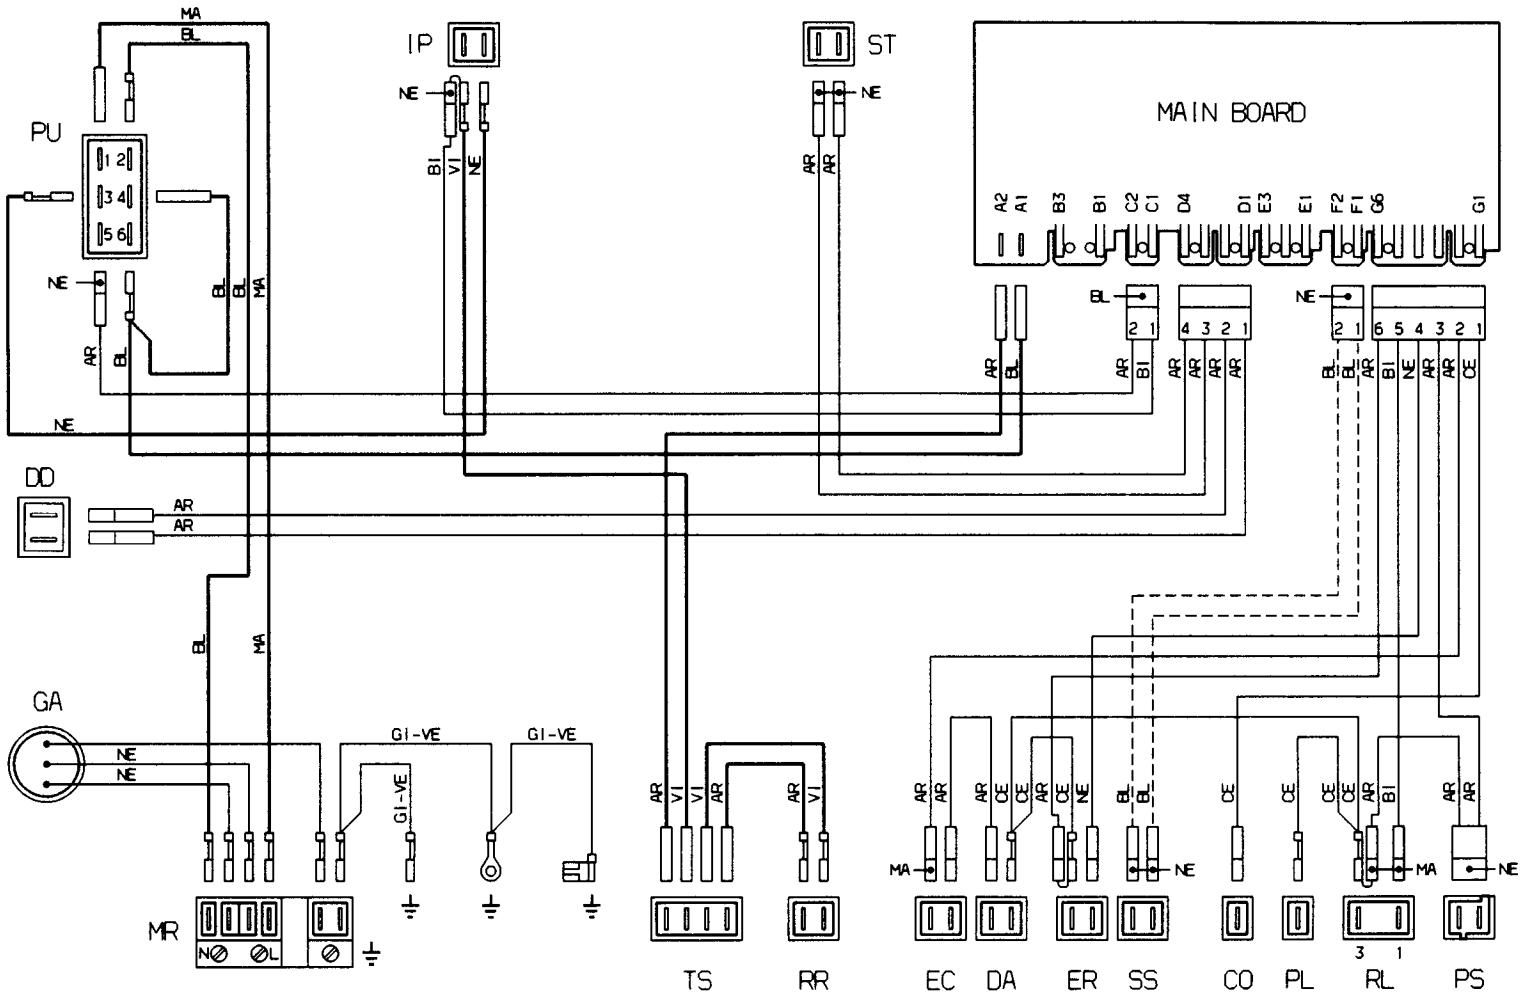 MA
BL
IP
ST
NE
NE
MAIN BOARD
PU
1 2
3 4
5 6
BI
VI
NE
AR
AR
A2
A1
B3
B1
C2
C1
D4
D1
E3
E1
F2
F1
G6
G1
NE
BL
BL
MA
BL
NE
2 1
4 3 2 1
2 1
6 5 4 3 2 1
AR
BL
AR
BL
AR
BI
AR
AR
AR
AR
BL
BL
AR
BI
NE
AR
AR
CE
NE
DD
AR
AR
BL
MA
GA
NE
NE
GI-VE
GI-VE
GI-VE
AR
VI
VI
AR
AR
VI
AR
AR
AR
CE
CE
AR
CE
NE
BL
BL
CE
CE
CE
CE
AR
BI
AR
AR
MA
NE
MA
NE
MR
N
L
3 1
TS
RR
EC
DA
ER
SS
CO
PL
RL
PS